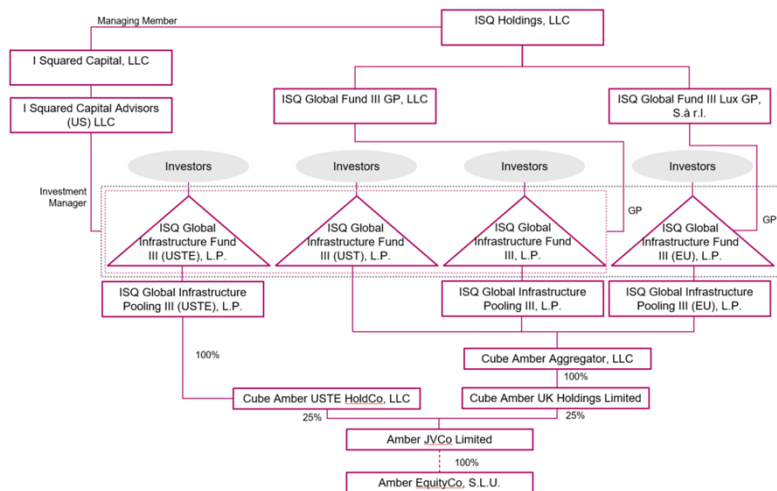 Managing Member
ISQ Holdings, LLC
I Squared Capital, LLC
I Squared Capital Advisors
(US) LLC
ISQ Global Fund III GP, LLC
ISQ Global Fund III Lux GP,
S.à r.l.
Investors
Investors
Investors
Investors
Investment
Manager
ISQ Global
Infrastructure Fund
III (USTE), L.P.
ISQ Global
Infrastructure Fund
III (UST), L.P.
ISQ Global
Infrastructure Fund
III, L.P.
GP
ISQ Global
Infrastructure Fund
III (EU), L.P.
GP
ISQ Global Infrastructure
Pooling III (USTE), L.P.
ISQ Global Infrastructure
Pooling III, L.P.
ISQ Global Infrastructure
Pooling III (EU), L.P.
100%
Cube Amber Aggregator, LLC
100%
Cube Amber USTE HoldCo, LLC
Cube Amber UK Holdings Limited
25%
25%
Amber JVCo Limited
100%
Amber EquityCo, S.L.U.